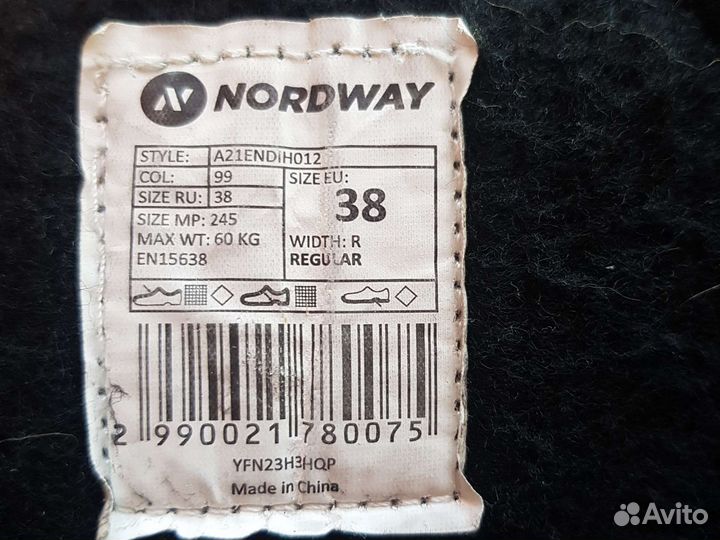 NORDWAY
STYLE: A21ENDIH012
COL: 99
SIZE RU: 38
SIZE MP: 245
MAX WT: 60 KG
EN15638
SIZE EU:
38
WIDTH: R
REGULAR
2 990021 780075
YFN23H3HQP
Made in China
Avito